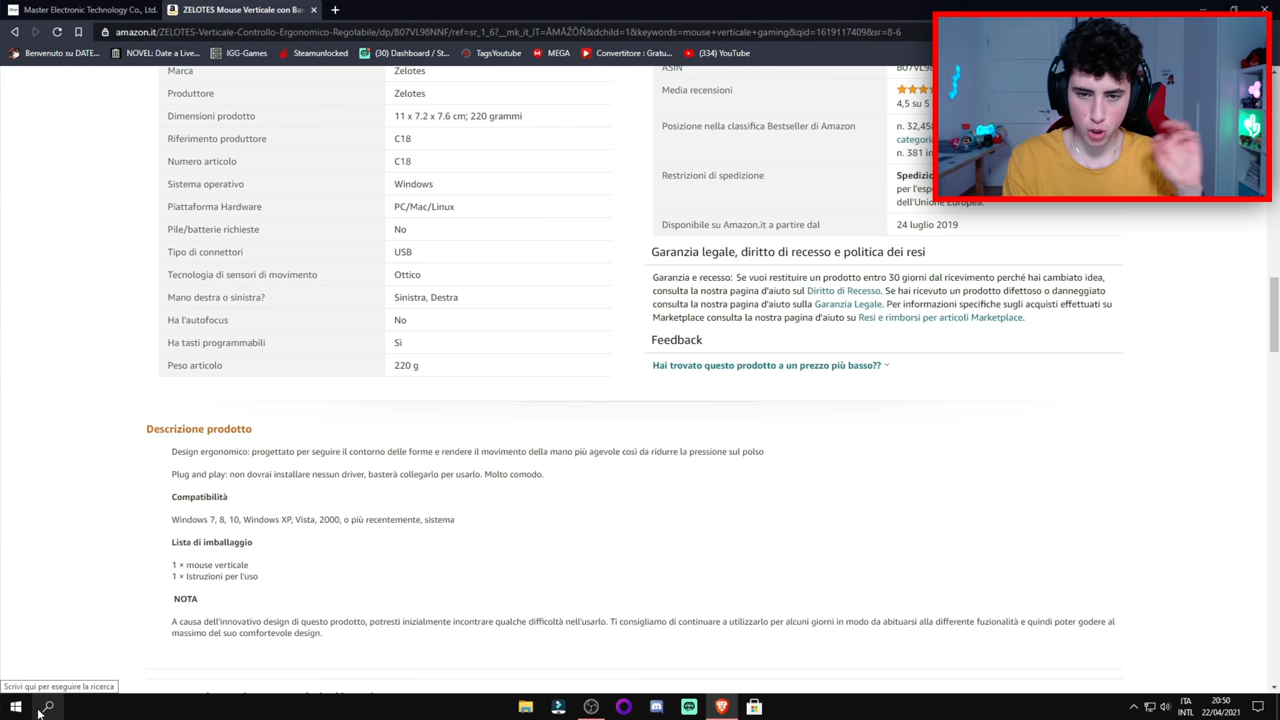 Master Electronic Technology Co., Ltd.
ZELOTES Mouse Verticale con Ba
amazon.it/ZELOTES-Verticale-Controllo-Ergonomico-Regolabile/dp/B07VL98NNF/ref=sr_1_6?__mk_it_IT=ÅMÅŽÕÑ&dchild=1&keywords=mouse+verticale+gaming&qid=1619117409&sr=8-6
Benvenuto su DATE...
NOVEL: Date a Live...
IGG-Games
Steamunlocked
(30) Dashboard / St...
TagsYoutube
MEGA
Convertitore : Gratu...
(334) YouTube
Marca Zelotes
Produttore Zelotes
Dimensioni prodotto 11 x 7.2 x 7.6 cm; 220 grammi
Riferimento produttore C18
Numero articolo C18
Sistema operativo Windows
Piattaforma Hardware PC/Mac/Linux
Pile/batterie richieste No
Tipo di connettori USB
Tecnologia di sensori di movimento Ottico
Mano destra o sinistra? Sinistra, Destra
Ha l'autofocus No
Ha tasti programmabili Sì
Peso articolo 220 g
ASIN
Media recensioni
4,5 su 5
Posizione nella classifica Bestseller di Amazon n. 32,45
categori
n. 381 in
Restrizioni di spedizione Spedizio
per l'esp
dell'Unione Europea.
Disponibile su Amazon.it a partire dal 24 luglio 2019
Garanzia legale, diritto di recesso e politica dei resi
Garanzia e recesso: Se vuoi restituire un prodotto entro 30 giorni dal ricevimento perché hai cambiato idea,
consulta la nostra pagina d'aiuto sul Diritto di Recesso. Se hai ricevuto un prodotto difettoso o danneggiato
consulta la nostra pagina d'aiuto sulla Garanzia Legale. Per informazioni specifiche sugli acquisti effettuati su
Marketplace consulta la nostra pagina d'aiuto su Resi e rimborsi per articoli Marketplace.
Feedback
Hai trovato questo prodotto a un prezzo più basso??
Descrizione prodotto
Design ergonomico: progettato per seguire il contorno delle forme e rendere il movimento della mano più agevole così da ridurre la pressione sul polso
Plug and play: non dovrai installare nessun driver, basterà collegarlo per usarlo. Molto comodo.
Compatibilità
Windows 7, 8, 10, Windows XP, Vista, 2000, o più recentemente, sistema
Lista di imballaggio
1 × mouse verticale
1 × Istruzioni per l'uso
NOTA
A causa dell'innovativo design di questo prodotto, potresti inizialmente incontrare qualche difficoltà nell'usarlo. Ti consigliamo di continuare a utilizzarlo per alcuni giorni in modo da abituarsi alla differente fuzionalità e quindi poter godere al
massimo del suo comfortevole design.
Scrivi qui per eseguire la ricerca
ITA
INTL
20:50
22/04/2021